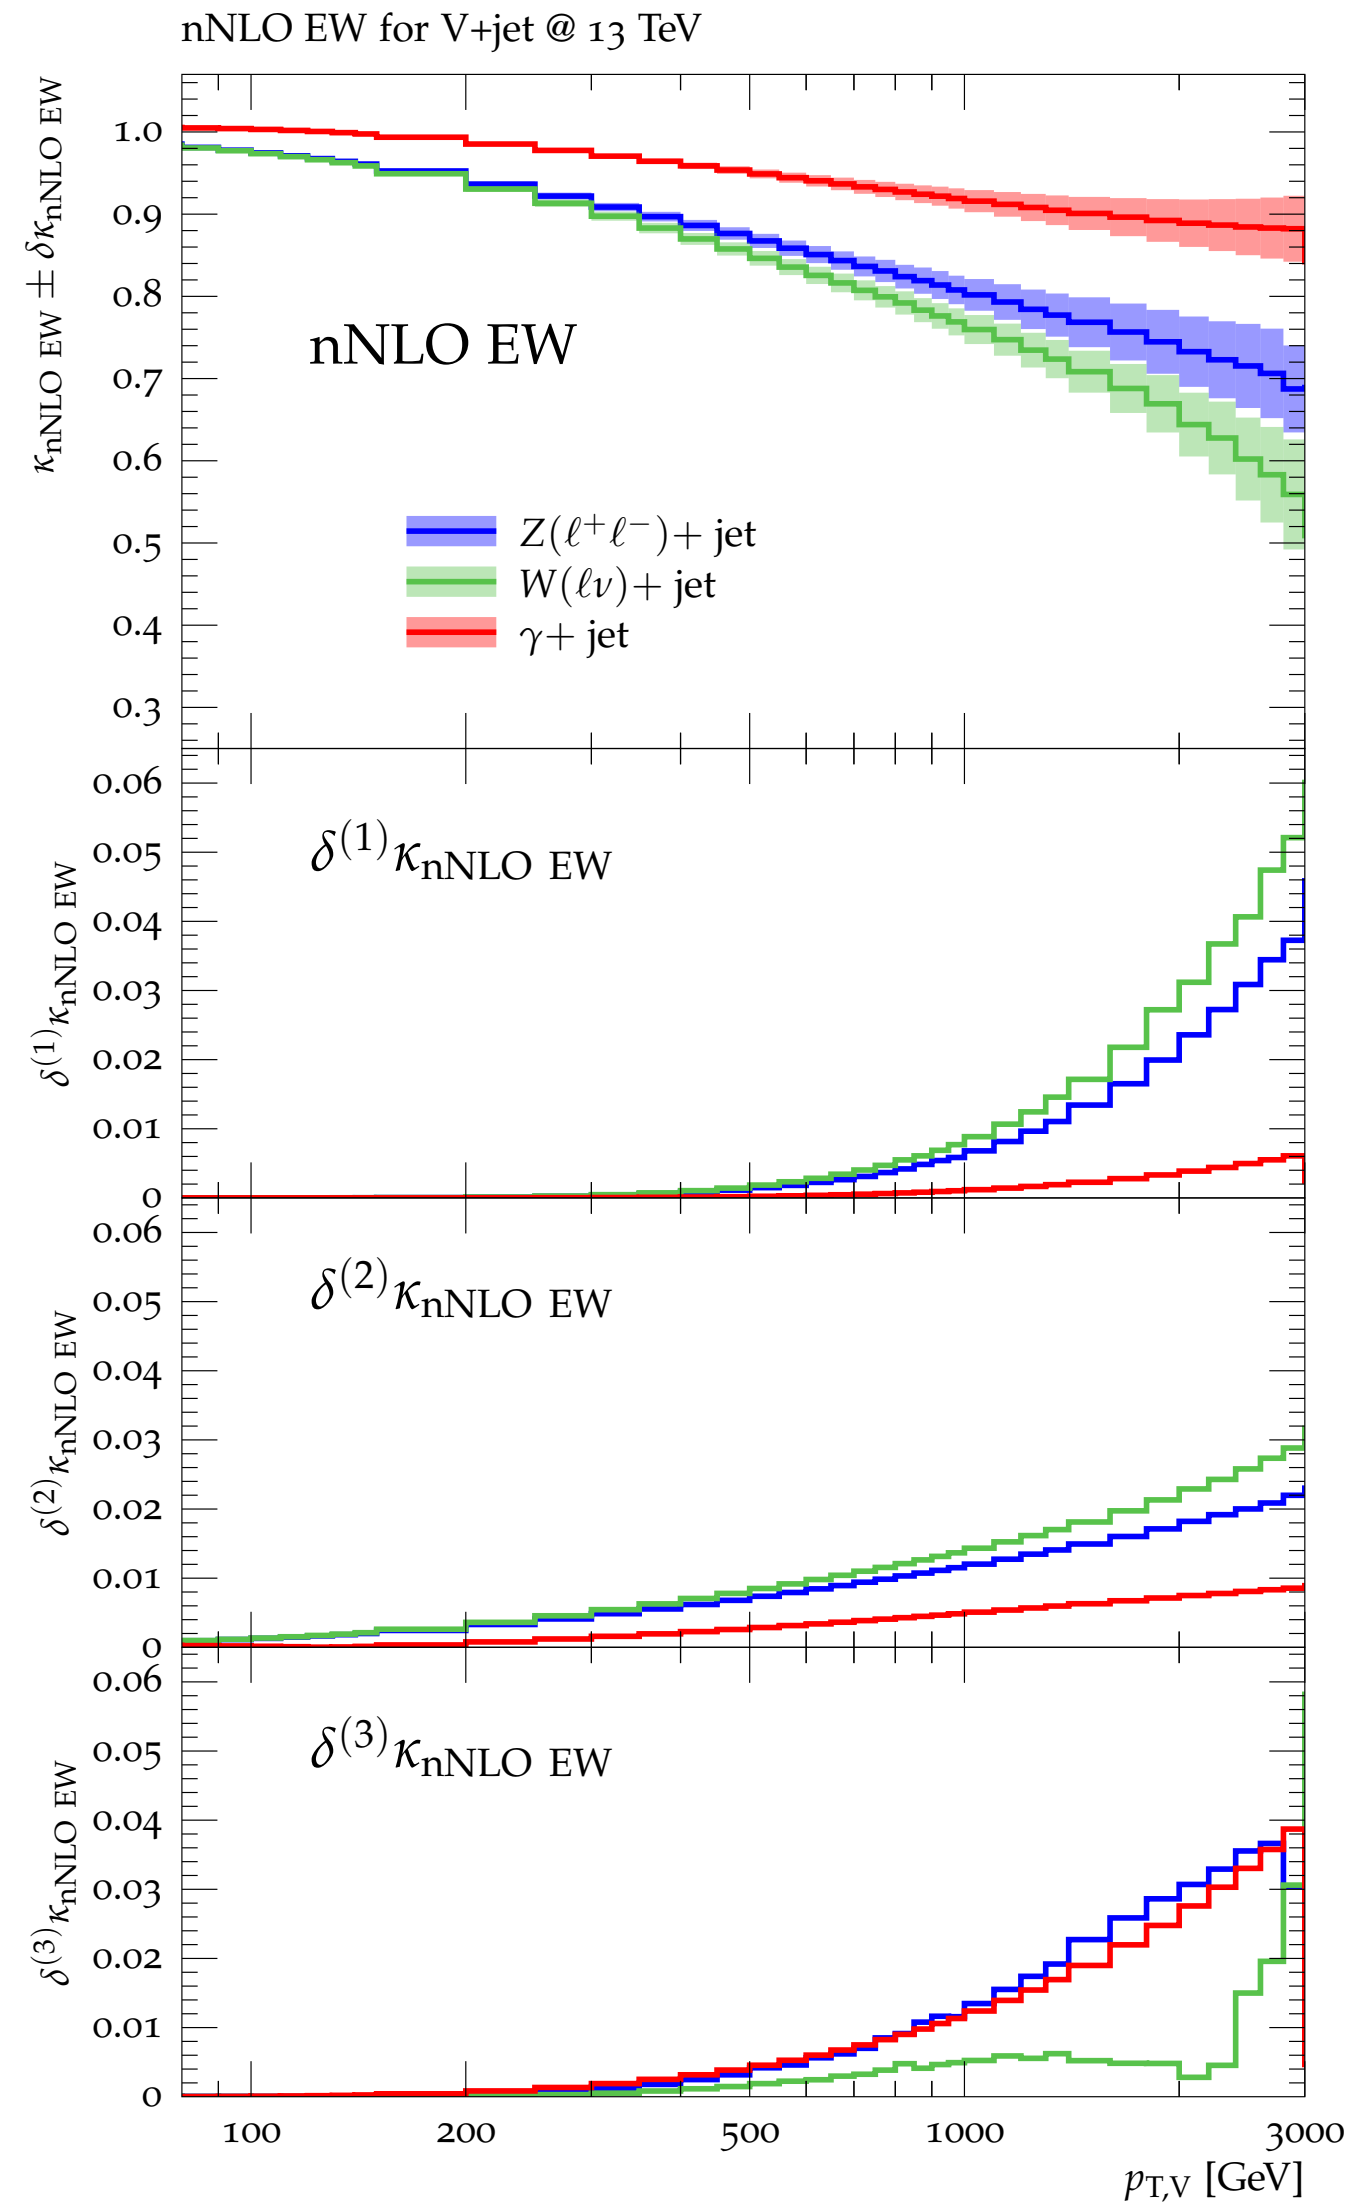 nNLO EW for V+jet @ 13 TeV
κnNLO EW ± δκnNLO EW
1.0
0.9
0.8
0.7
0.6
0.5
0.4
0.3
nNLO EW
Z(ℓ⁺ℓ⁻)+ jet
W(ℓν)+ jet
γ+ jet
δ⁽¹⁾κnNLO EW
0.06
0.05
0.04
0.03
0.02
0.01
0
δ⁽¹⁾κnNLO EW
δ⁽²⁾κnNLO EW
0.06
0.05
0.04
0.03
0.02
0.01
0
δ⁽²⁾κnNLO EW
δ⁽³⁾κnNLO EW
0.06
0.05
0.04
0.03
0.02
0.01
0
δ⁽³⁾κnNLO EW
100 200 500 1000 3000
pT,V [GeV]